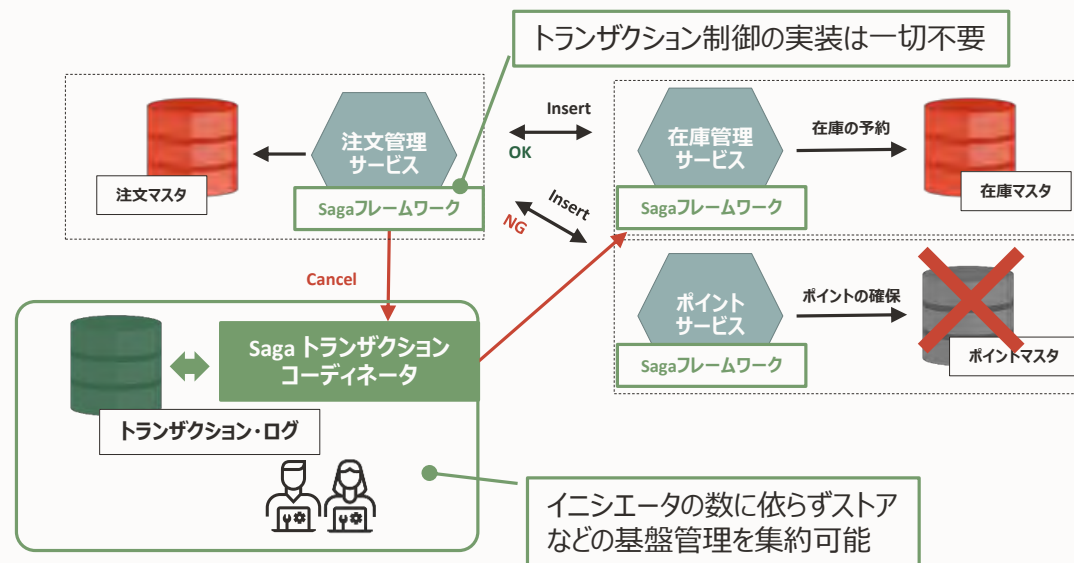 トランザクション制御の実装は一切不要
注文管理
サービス
注文マスタ
Sagaフレームワーク
Insert
OK
Insert
NG
在庫管理
サービス
Sagaフレームワーク
在庫の予約
在庫マスタ
ポイント
サービス
Sagaフレームワーク
ポイントの確保
ポイントマスタ
Cancel
Saga トランザクション
コーディネータ
トランザクション・ログ
イニシエータの数に依らずストア
などの基盤管理を集約可能